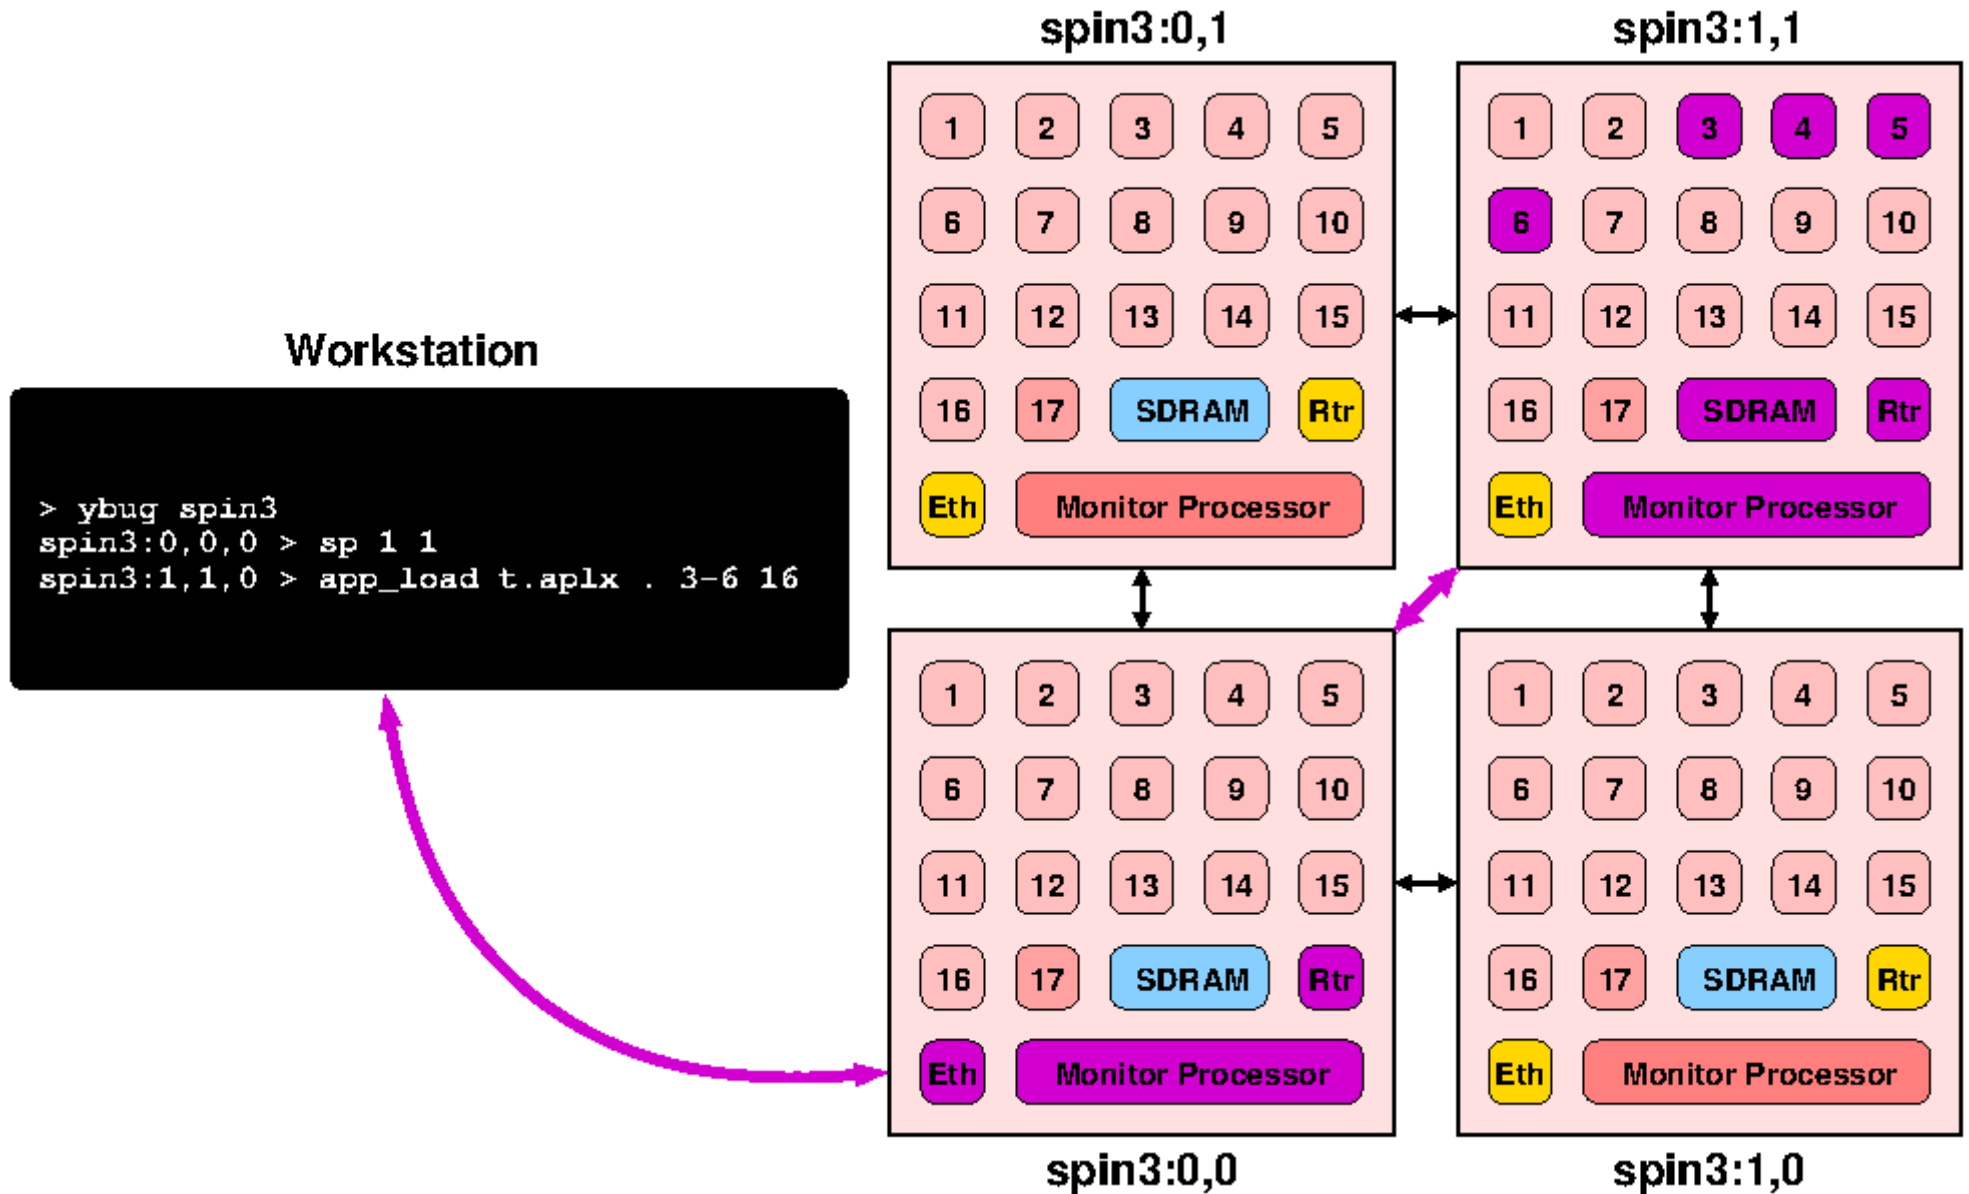 spin3:0,1 spin3:1,1
1 2 3 4 5 1 2 3 4 5
6 7 8 9 10 6 7 8 9 10
11 12 13 14 15 11 12 13 14 15
Workstation
16 17 SDRAM Rtr 16 17 SDRAM Rtr
Eth Monitor Processor Eth Monitor Processor
> ybug spin3
spin3:0,0,0 > sp 1 1
spin3:1,1,0 > app_load t.aplx . 3-6 16
1 2 3 4 5 1 2 3 4 5
6 7 8 9 10 6 7 8 9 10
11 12 13 14 15 11 12 13 14 15
16 17 SDRAM Rtr 16 17 SDRAM Rtr
Eth Monitor Processor Eth Monitor Processor
spin3:0,0 spin3:1,0